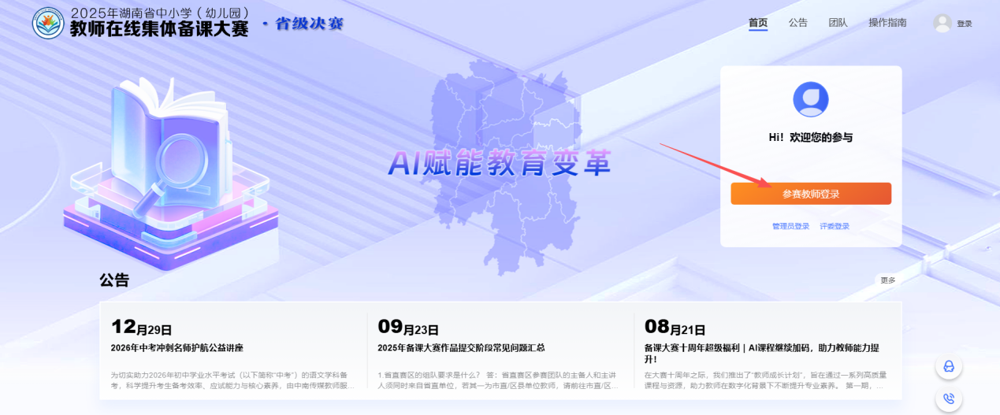 2025年湖南省中小学（幼儿园）
教师在线集体备课大赛
·省级决赛
首页
公告
团队
操作指南
登录
AI赋能教育变革
Hi！欢迎您的参与
参赛教师登录
管理员登录
评委登录
公告
更多
12月29日
2026年中考冲刺名师护航公益讲座
为切实助力2026年初中学业水平考试（以下简称“中考”）的语文学科备
考，科学提升考生备考效率、应试能力与核心素养，由中南传媒教师服...
09月23日
2025年备课大赛作品提交阶段常见问题汇总
1.省直赛区的组队要求是什么？ 答：省直赛区参赛团队的主备人和主讲
人须同时来自省直单位，若其一为市直/区县单位教师，请前往市直/区...
08月21日
备课大赛十周年超级福利｜AI课程继续加码，助力教师能力提
升！
在大赛十周年之际，我们推出了“教师成长计划”，旨在通过一系列高质量
课程与资源，助力教师在数字化背景下不断提升专业素养。 第一期，...